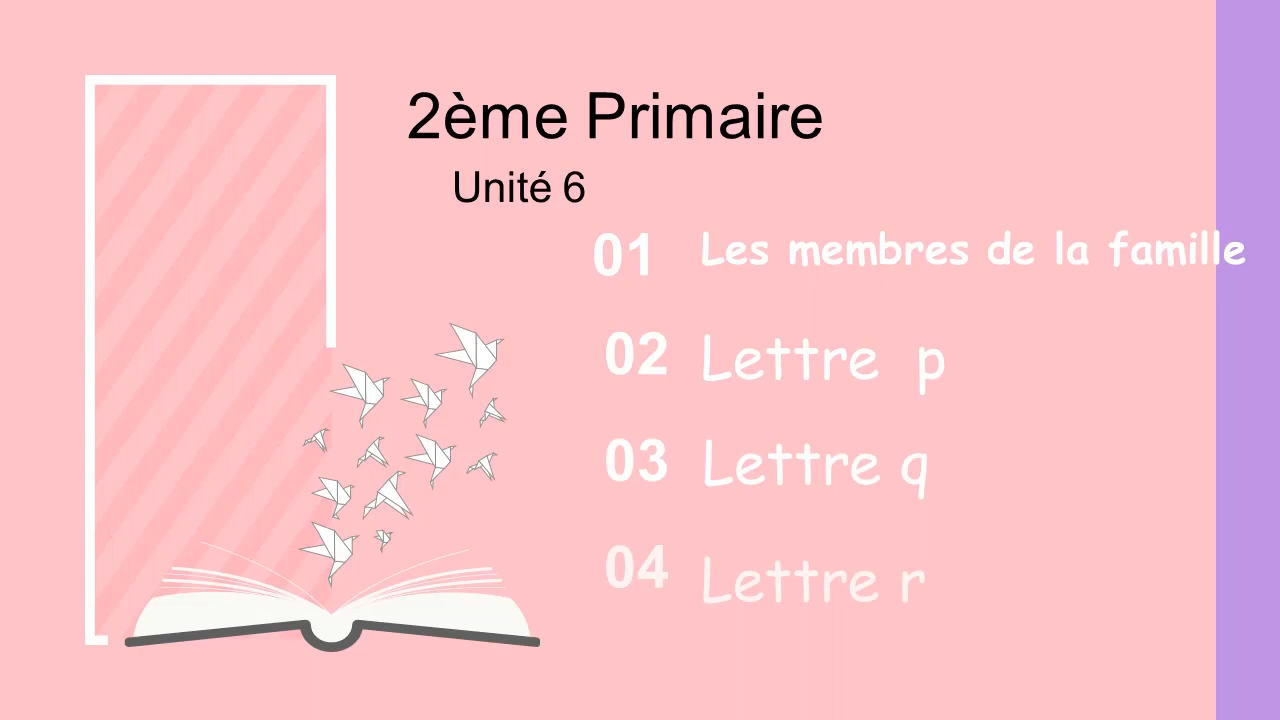 2ème Primaire
Unité 6
01 Les membres de la famille
02 Lettre p
03 Lettre q
04 Lettre r